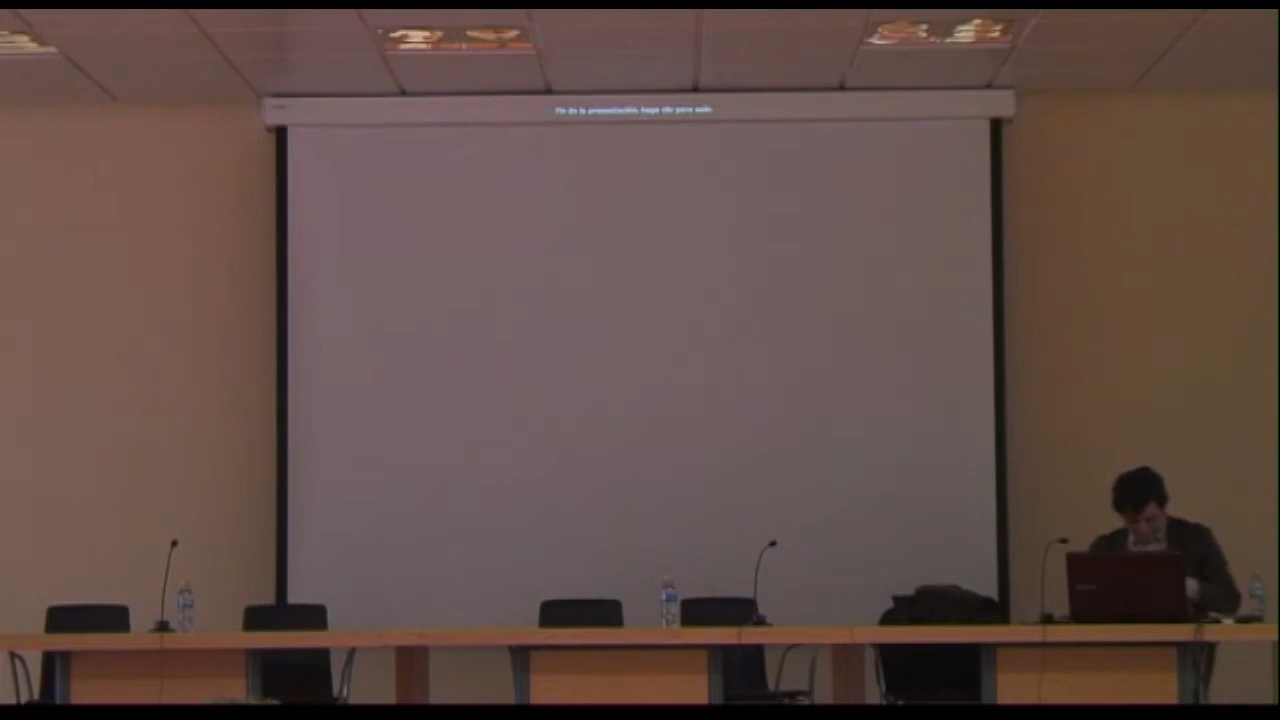 Fin de la presentación, haga clic para salir.